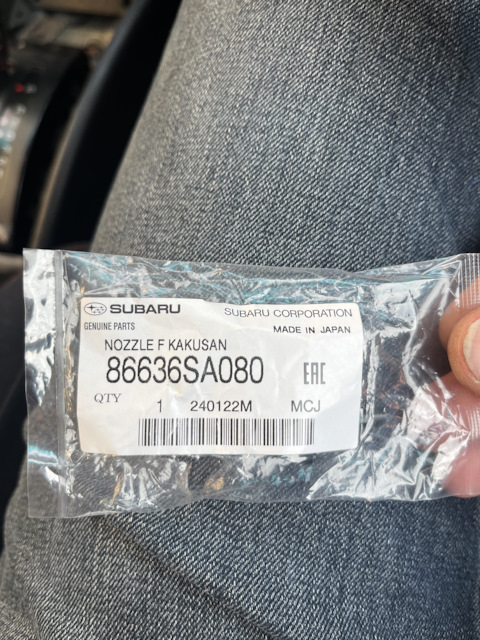 SUBARU
SUBARU CORPORATION
GENUINE PARTS
MADE IN JAPAN
NOZZLE F KAKUSAN
86636SA080
EAC
QTY
1 240122M MCJ